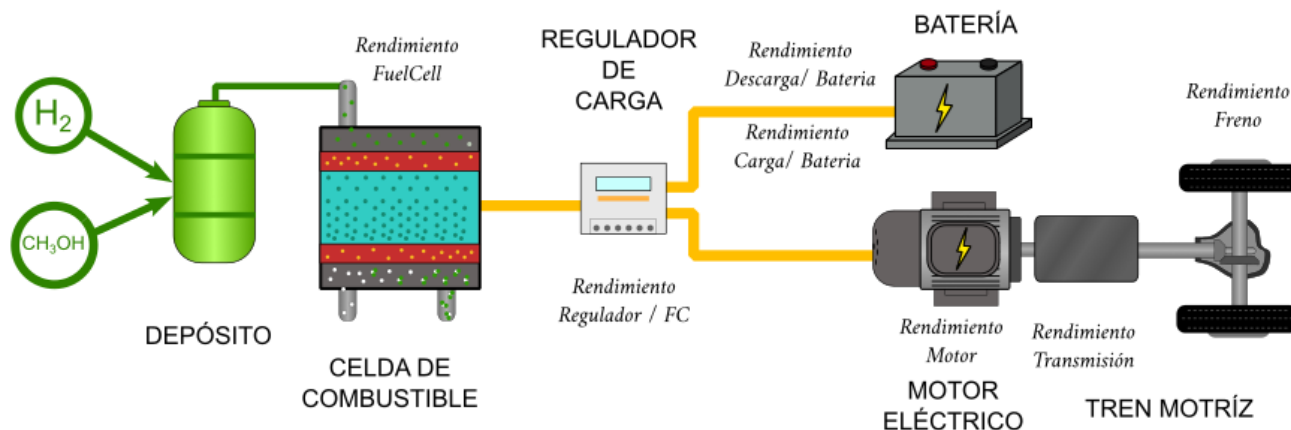 H2
CH3OH
DEPÓSITO
Rendimiento
FuelCell
CELDA DE
COMBUSTIBLE
REGULADOR
DE
CARGA
Rendimiento
Regulador / FC
Rendimiento
Descarga/ Bateria
Rendimiento
Carga/ Bateria
BATERÍA
Rendimiento
Motor
MOTOR
ELÉCTRICO
Rendimiento
Transmisión
Rendimiento
Freno
TREN MOTRÍZ